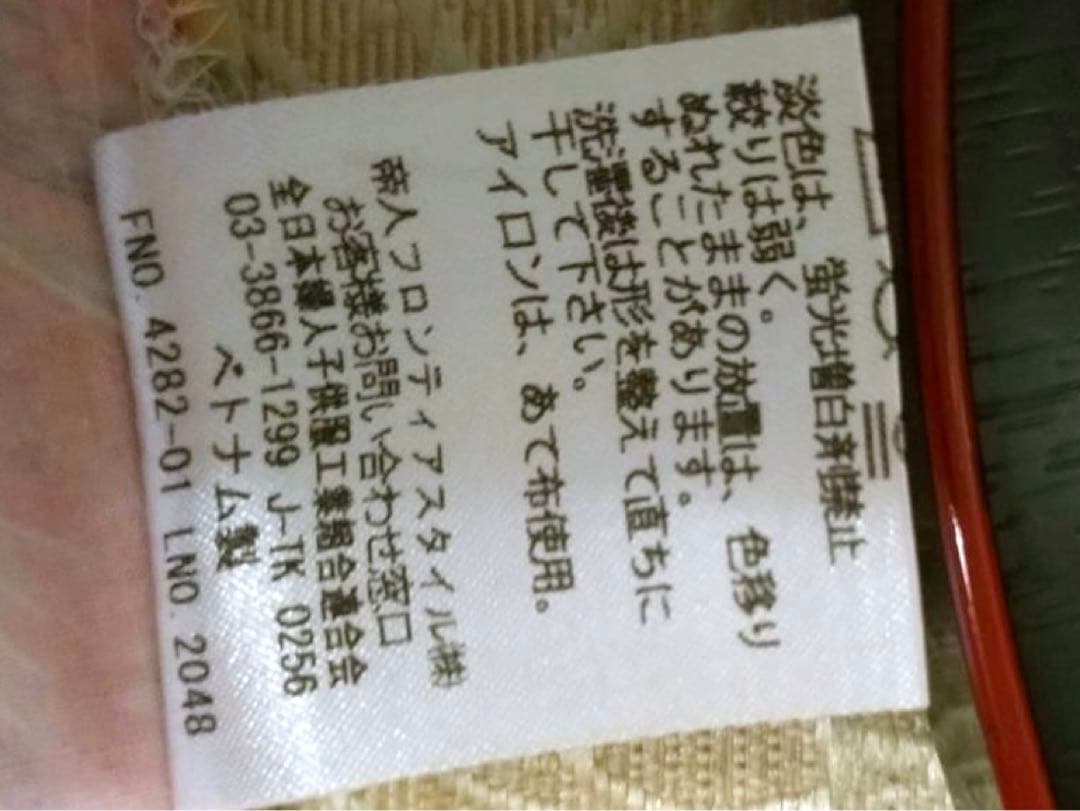 淡色は、蛍光増白剤禁止
絞りは弱く。
ぬれたままの放置は、色移り
することがあります。
洗濯後は形を整えて直ちに
干して下さい。
アイロンは、あて布使用。
帝人フロンティアスタイル㈱
お客様お問い合わせ窓口
全日本婦人子供服工業組合連合会
03-3866-1299 J-TK 0256
ベトナム製
FNO. 4282-01 LNO. 2048